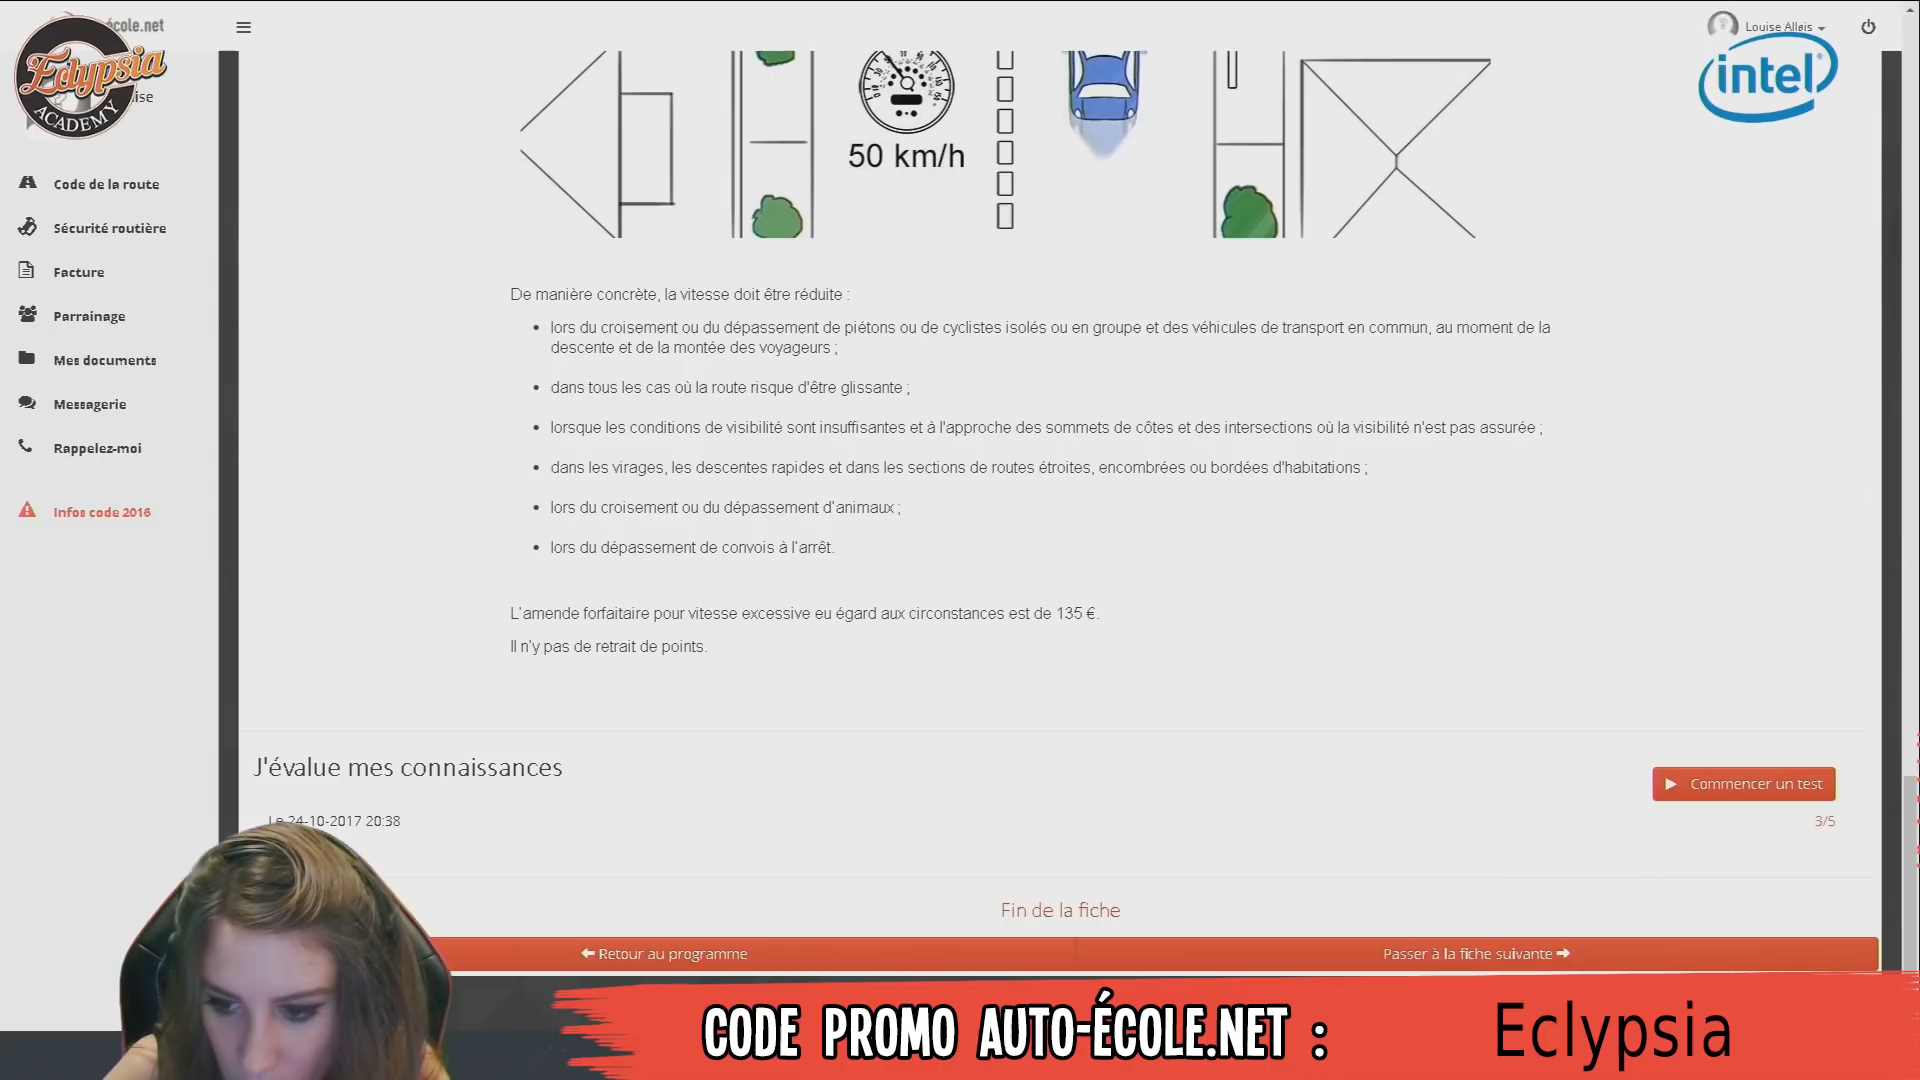 école.net
Louise Allais
Eclypsia
ACADEMY
intel
50 km/h
Code de la route
Sécurité routière
Facture
Parrainage
Mes documents
Messagerie
Rappelez-moi
Infos code 2016
De manière concrète, la vitesse doit être réduite :
• lors du croisement ou du dépassement de piétons ou de cyclistes isolés ou en groupe et des véhicules de transport en commun, au moment de la
descente et de la montée des voyageurs ;
• dans tous les cas où la route risque d'être glissante ;
• lorsque les conditions de visibilité sont insuffisantes et à l'approche des sommets de côtes et des intersections où la visibilité n'est pas assurée ;
• dans les virages, les descentes rapides et dans les sections de routes étroites, encombrées ou bordées d'habitations ;
• lors du croisement ou du dépassement d'animaux ;
• lors du dépassement de convois à l'arrêt.
L'amende forfaitaire pour vitesse excessive eu égard aux circonstances est de 135 €.
Il n'y pas de retrait de points.
J'évalue mes connaissances
Commencer un test
Le 24-10-2017 20:38
3/5
Fin de la fiche
Retour au programme
Passer à la fiche suivante
CODE PROMO AUTO-ÉCOLE.NET :
Eclypsia